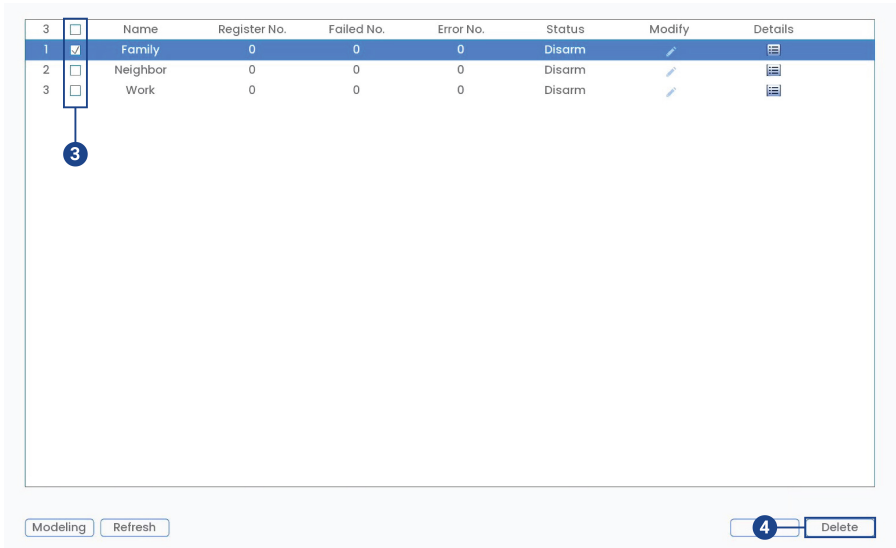 3 Name Register No. Failed No. Error No. Status Modify Details
1 Family 0 0 0 Disarm
2 Neighbor 0 0 0 Disarm
3 Work 0 0 0 Disarm
3
Modeling Refresh 4 Delete